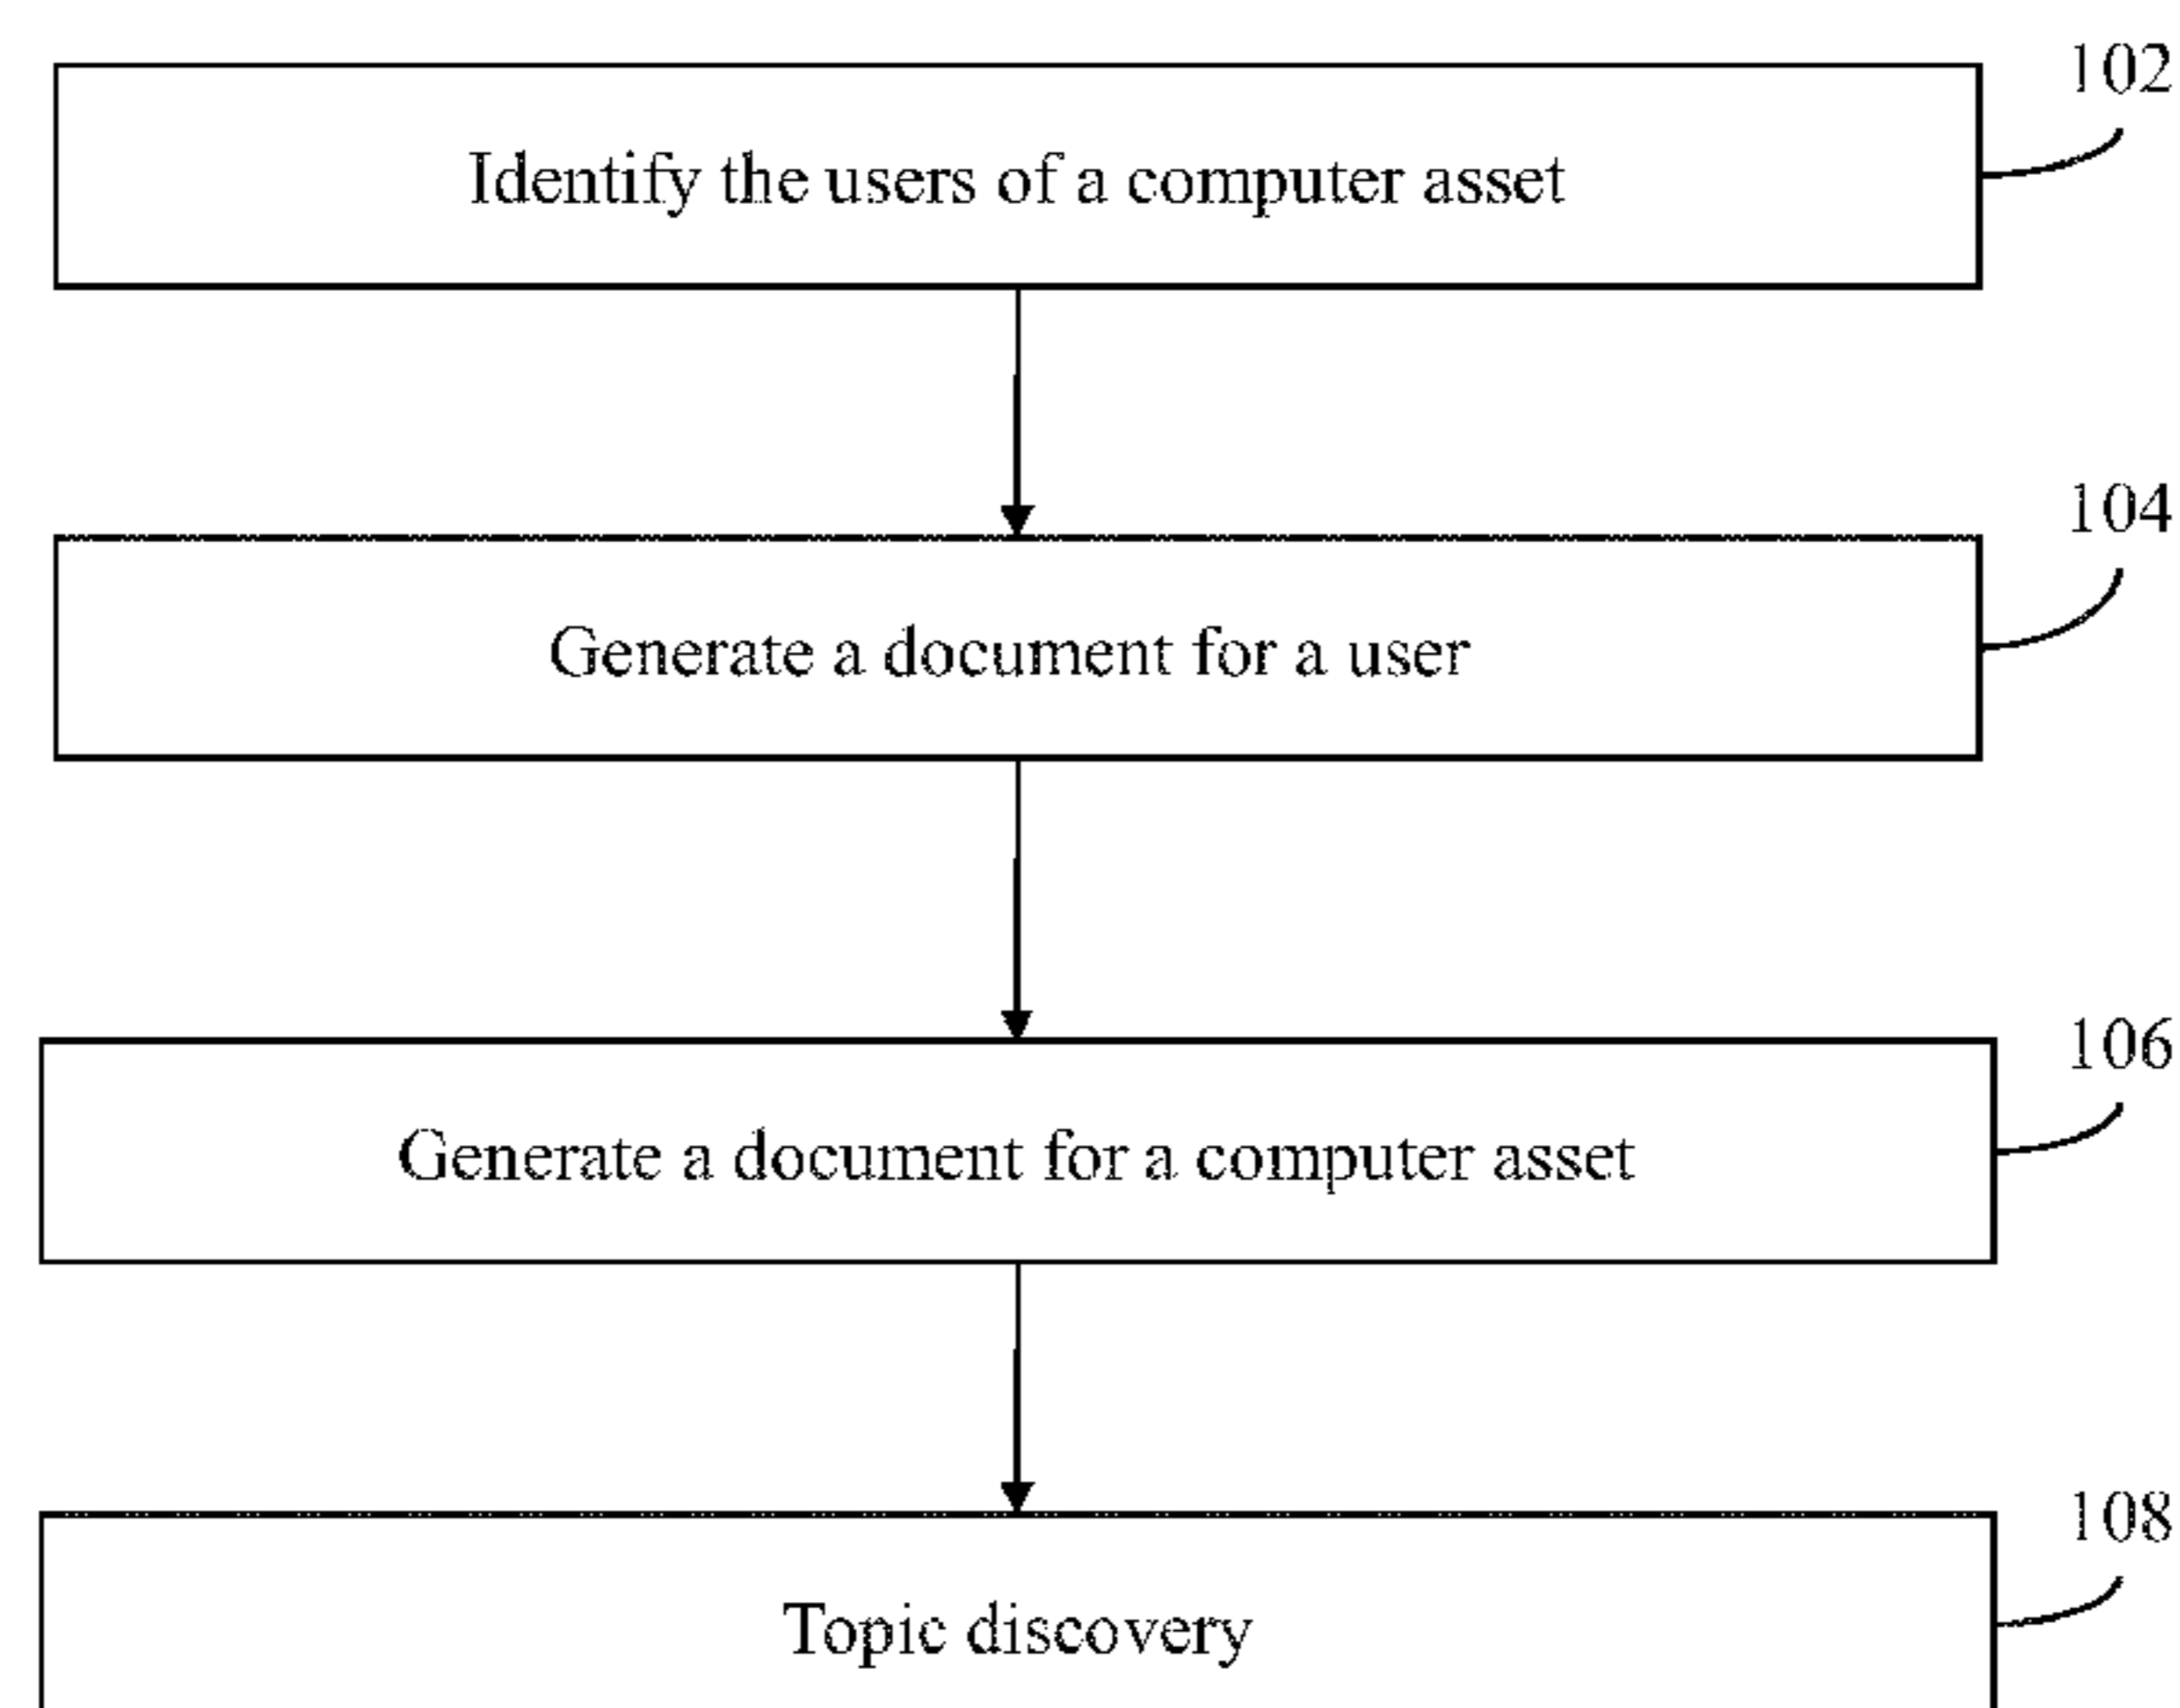 102
Identify the users of a computer asset
104
Generate a document for a user
106
Generate a document for a computer asset
108
Topic discovery